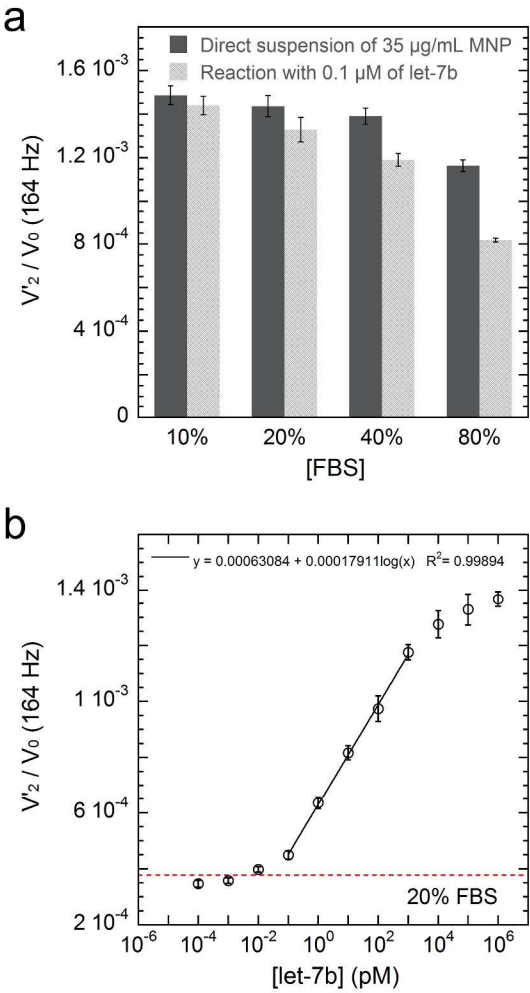 a
Direct suspension of 35 µg/mL MNP
Reaction with 0.1 µM of let-7b
1.6 10⁻³
1.2 10⁻³
8 10⁻⁴
4 10⁻⁴
0
V'₂ / V₀ (164 Hz)
10% 20% 40% 80%
[FBS]
b
y = 0.00063084 + 0.00017911log(x) R²= 0.99894
1.4 10⁻³
1 10⁻³
6 10⁻⁴
2 10⁻⁴
V'₂ / V₀ (164 Hz)
20% FBS
10⁻⁶ 10⁻⁴ 10⁻² 10⁰ 10² 10⁴ 10⁶
[let-7b] (pM)